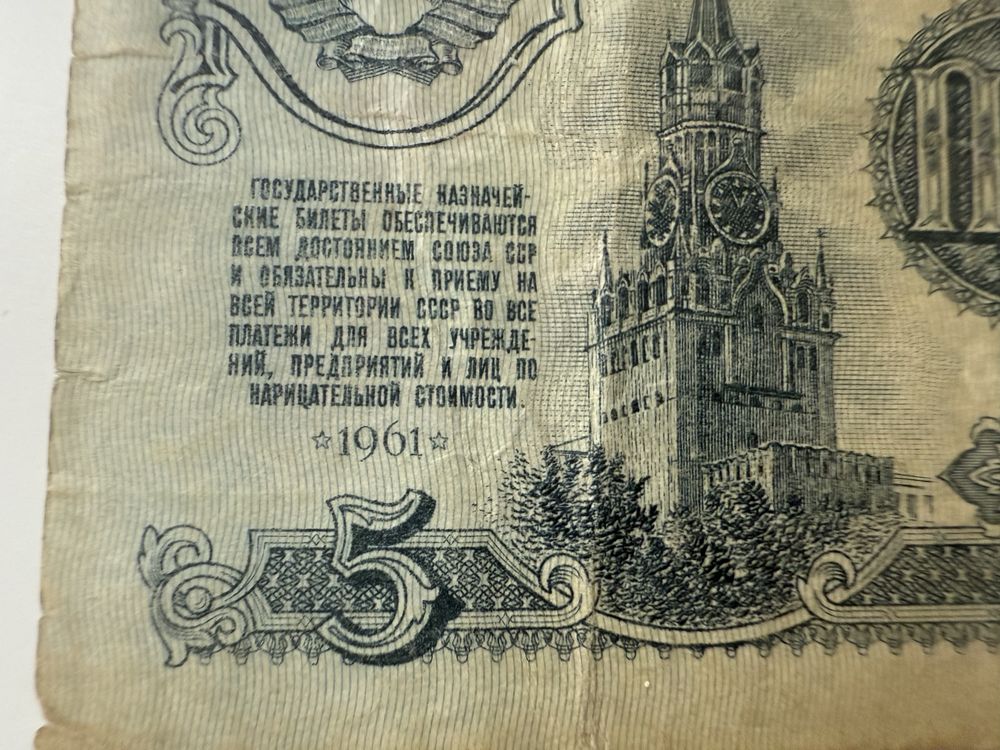 ГОСУДАРСТВЕННЫЕ КАЗНАЧЕЙ-
СКИЕ БИЛЕТЫ ОБЕСПЕЧИВАЮТСЯ
ВСЕМ ДОСТОЯНИЕМ СОЮЗА ССР
И ОБЯЗАТЕЛЬНЫ К ПРИЕМУ НА
ВСЕЙ ТЕРРИТОРИИ СССР ВО ВСЕ
ПЛАТЕЖИ ДЛЯ ВСЕХ УЧРЕЖДЕ-
НИЙ, ПРЕДПРИЯТИЙ И ЛИЦ ПО
НАРИЦАТЕЛЬНОЙ СТОИМОСТИ.
☆1961☆
5